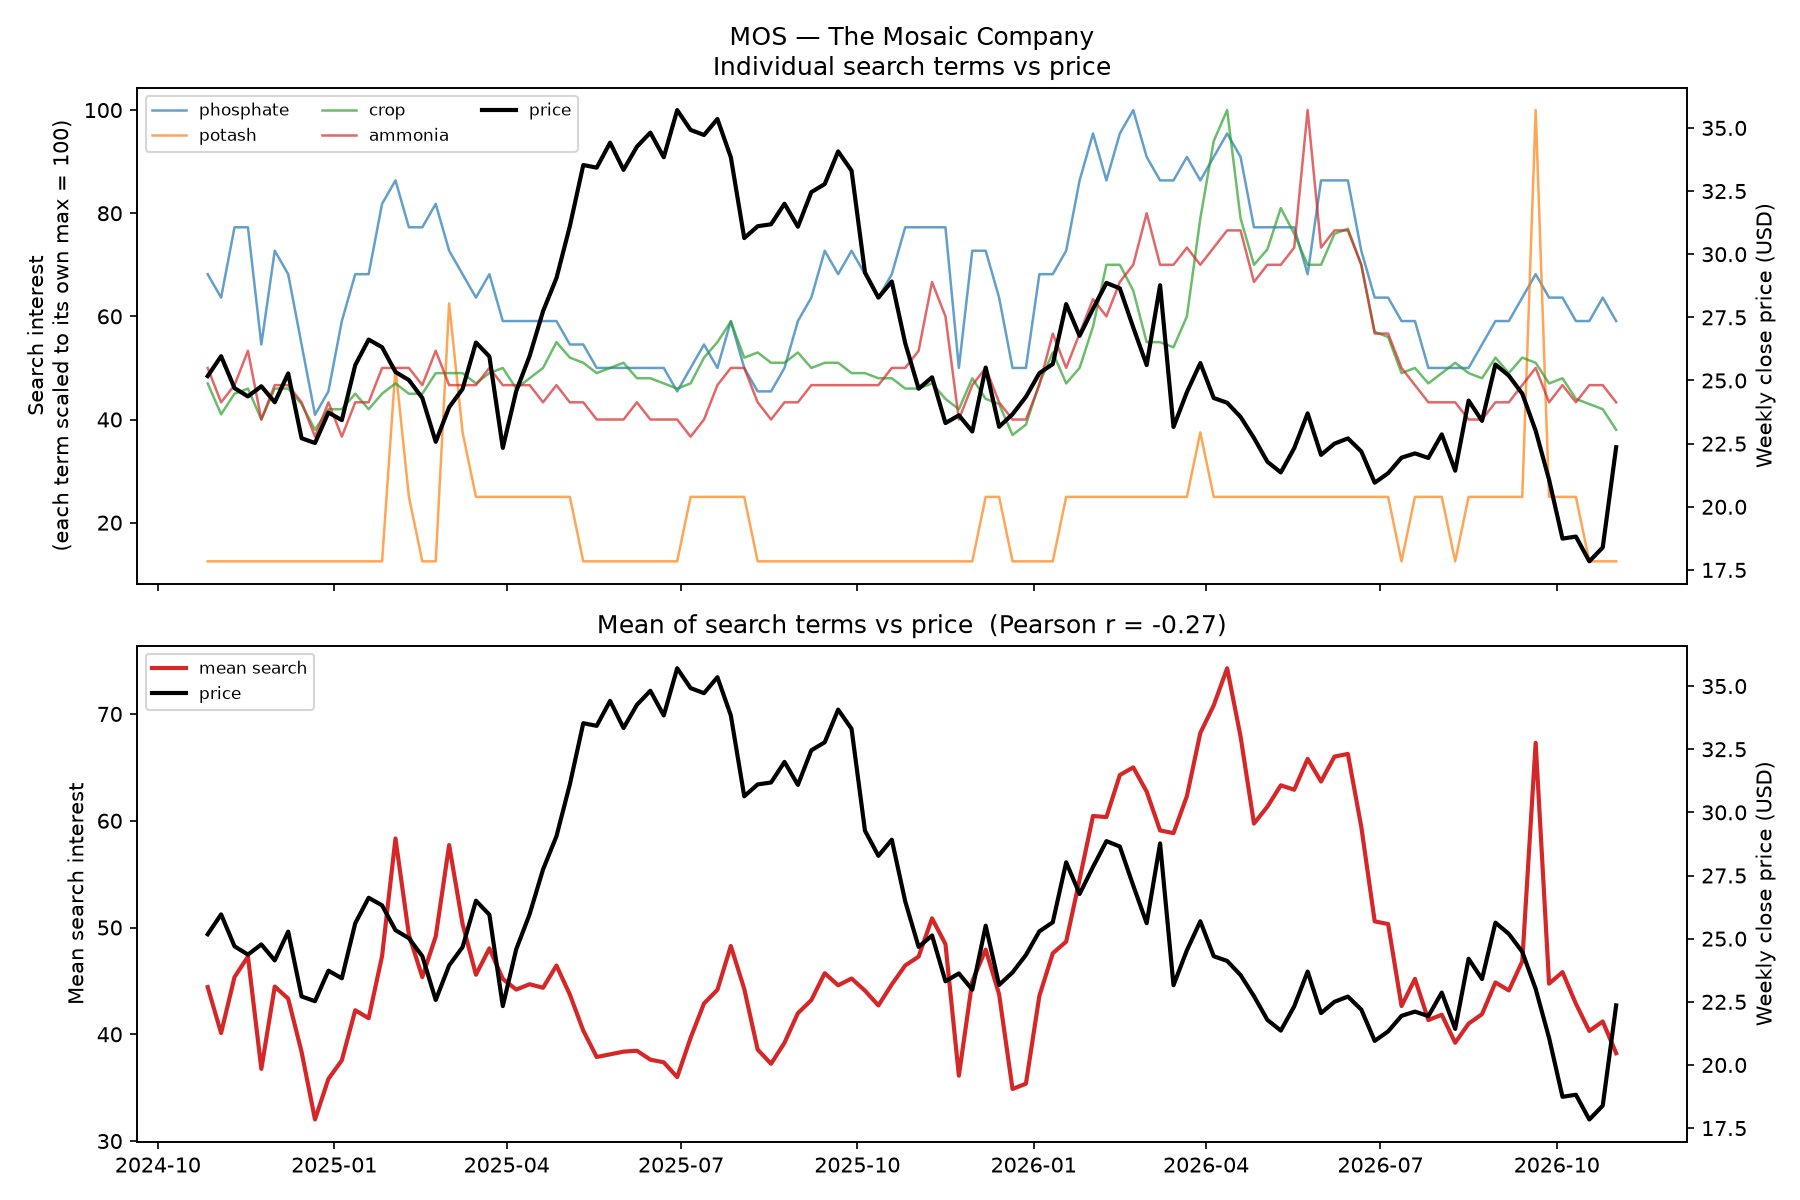 MOS — The Mosaic Company
Individual search terms vs price
phosphate
potash
crop
ammonia
price
100
80
60
40
20
Search interest
(each term scaled to its own max = 100)
35.0
32.5
30.0
27.5
25.0
22.5
20.0
17.5
Weekly close price (USD)
Mean of search terms vs price  (Pearson r = -0.27)
mean search
price
70
60
50
40
30
Mean search interest
35.0
32.5
30.0
27.5
25.0
22.5
20.0
17.5
Weekly close price (USD)
2024-10
2025-01
2025-04
2025-07
2025-10
2026-01
2026-04
2026-07
2026-10